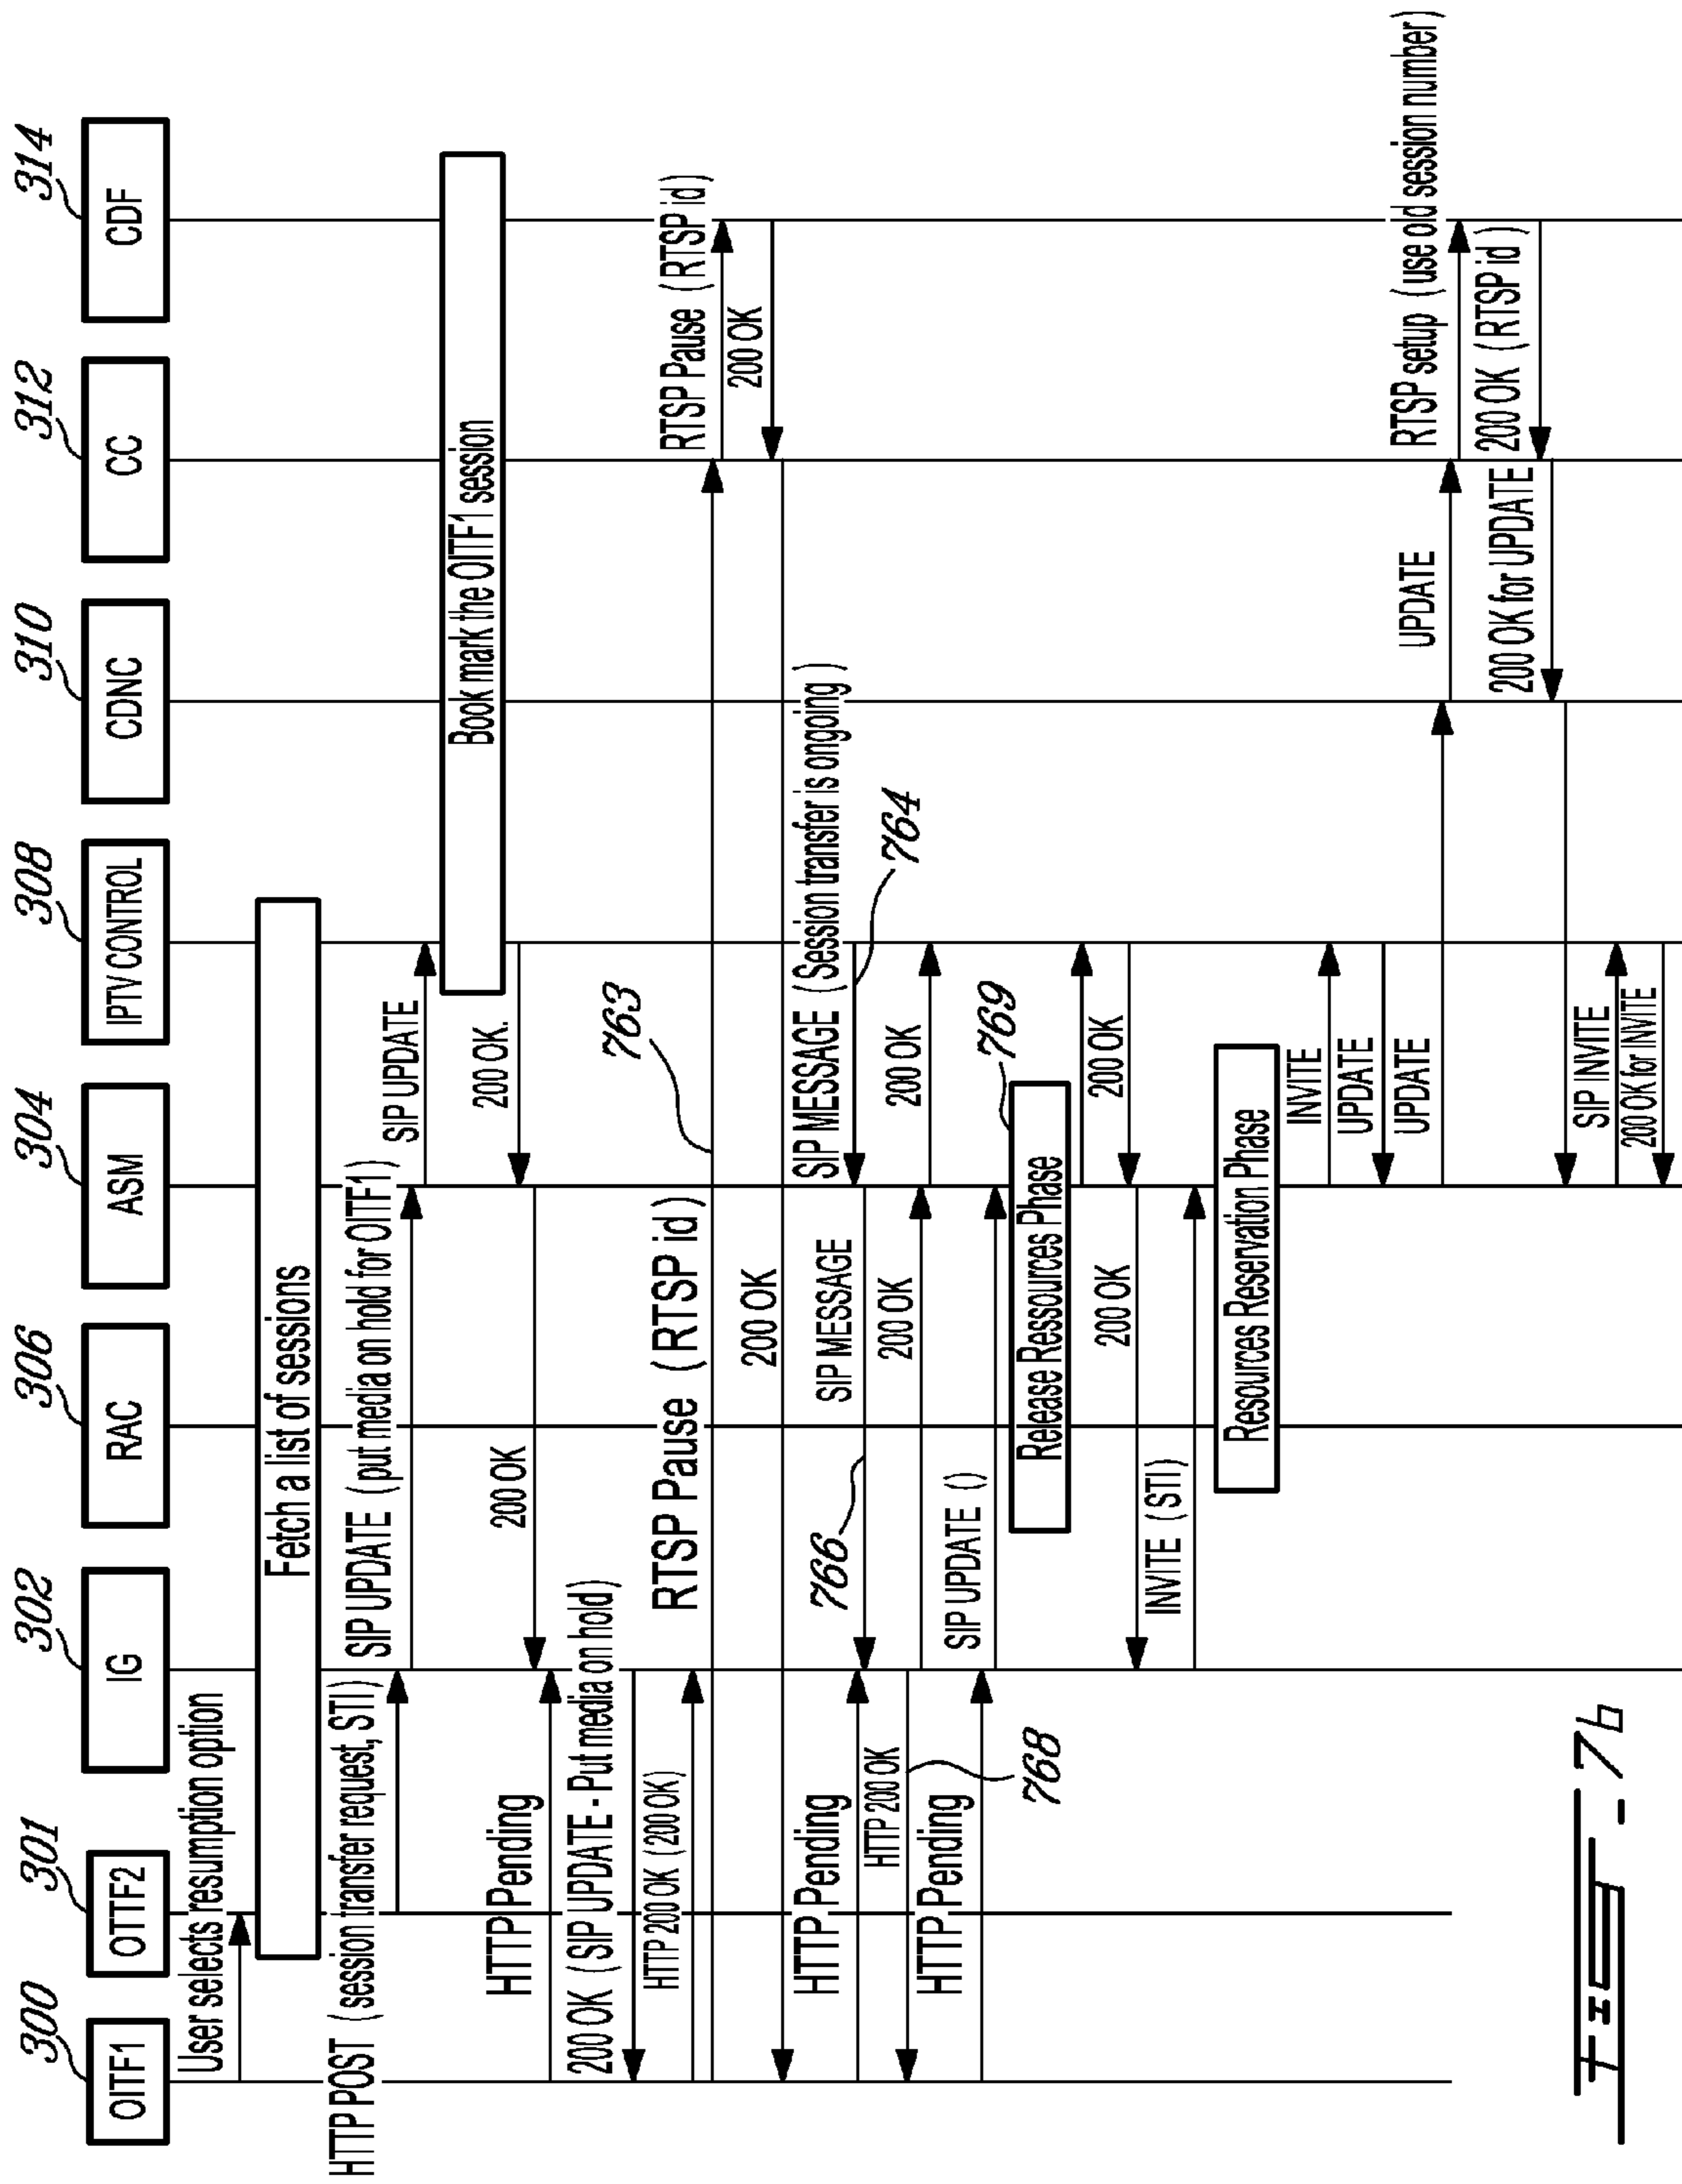 300
301
302
306
304
308
310
312
314
OITF1
OTTF2
IG
RAC
ASM
IPTV CONTROL
CDNC
CC
CDF
User selects resumption option
Fetch a list of sessions
HTTP POST (session transfer request, STI)
SIP UPDATE (put media on hold for OITF1)
SIP UPDATE
Book mark the OITF1 session
200 OK.
200 OK
HTTP Pending
200 OK (SIP UPDATE - Put media on hold)
HTTP 200 OK (200 OK)
763
RTSP Pause (RTSP id)
RTSP Pause (RTSP id)
200 OK
200 OK
SIP MESSAGE (Session transfer is ongoing)
764
HTTP Pending
SIP MESSAGE
766
HTTP 200 OK
768
200 OK
200 OK
HTTP Pending
SIP UPDATE ()
769
Release Ressources Phase
200 OK
200 OK
INVITE (STI)
Resources Reservation Phase
INVITE
UPDATE
UPDATE
UPDATE
RTSP setup (use old session number)
200 OK (RTSP id)
200 OK for UPDATE
SIP INVITE
200 OK for INVITE
FIG - 7b